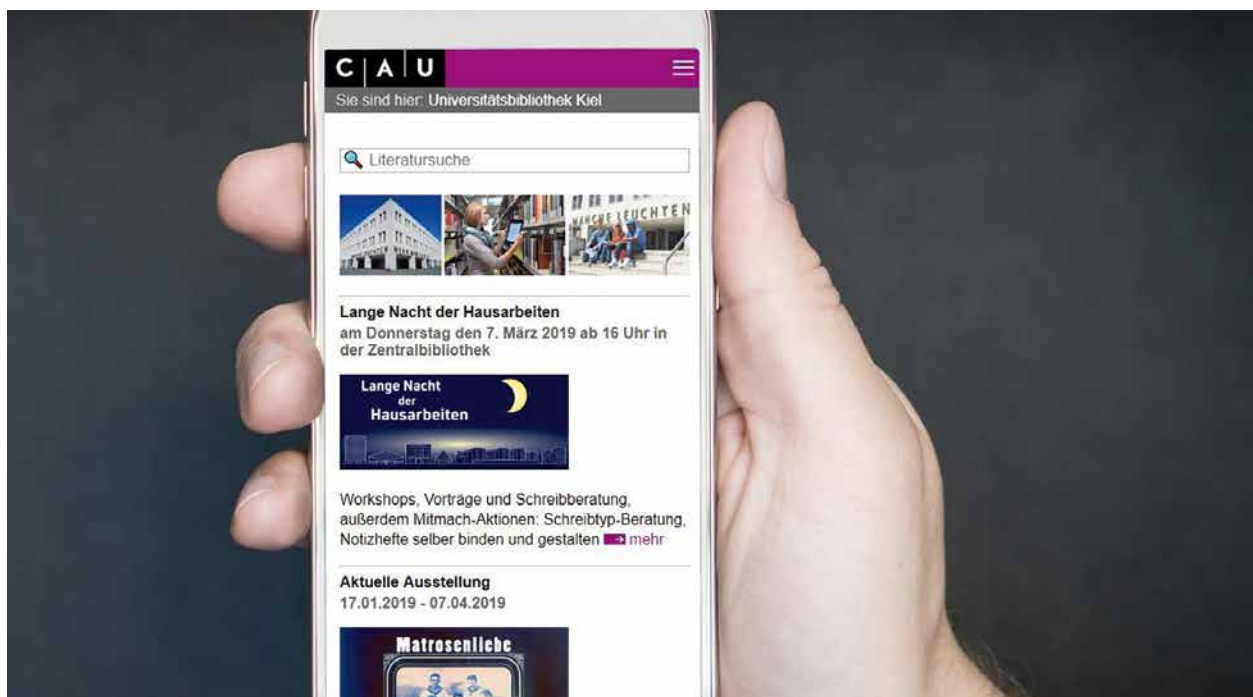 C A U
Sie sind hier: Universitätsbibliothek Kiel
Literatursuche
MANCHE LEUCHTEN
Lange Nacht der Hausarbeiten
am Donnerstag den 7. März 2019 ab 16 Uhr in
der Zentralbibliothek
Lange Nacht
der
Hausarbeiten
Workshops, Vorträge und Schreibberatung,
außerdem Mitmach-Aktionen: Schreibtyp-Beratung,
Notizhefte selber binden und gestalten mehr
Aktuelle Ausstellung
17.01.2019 - 07.04.2019
Matrosenliebe